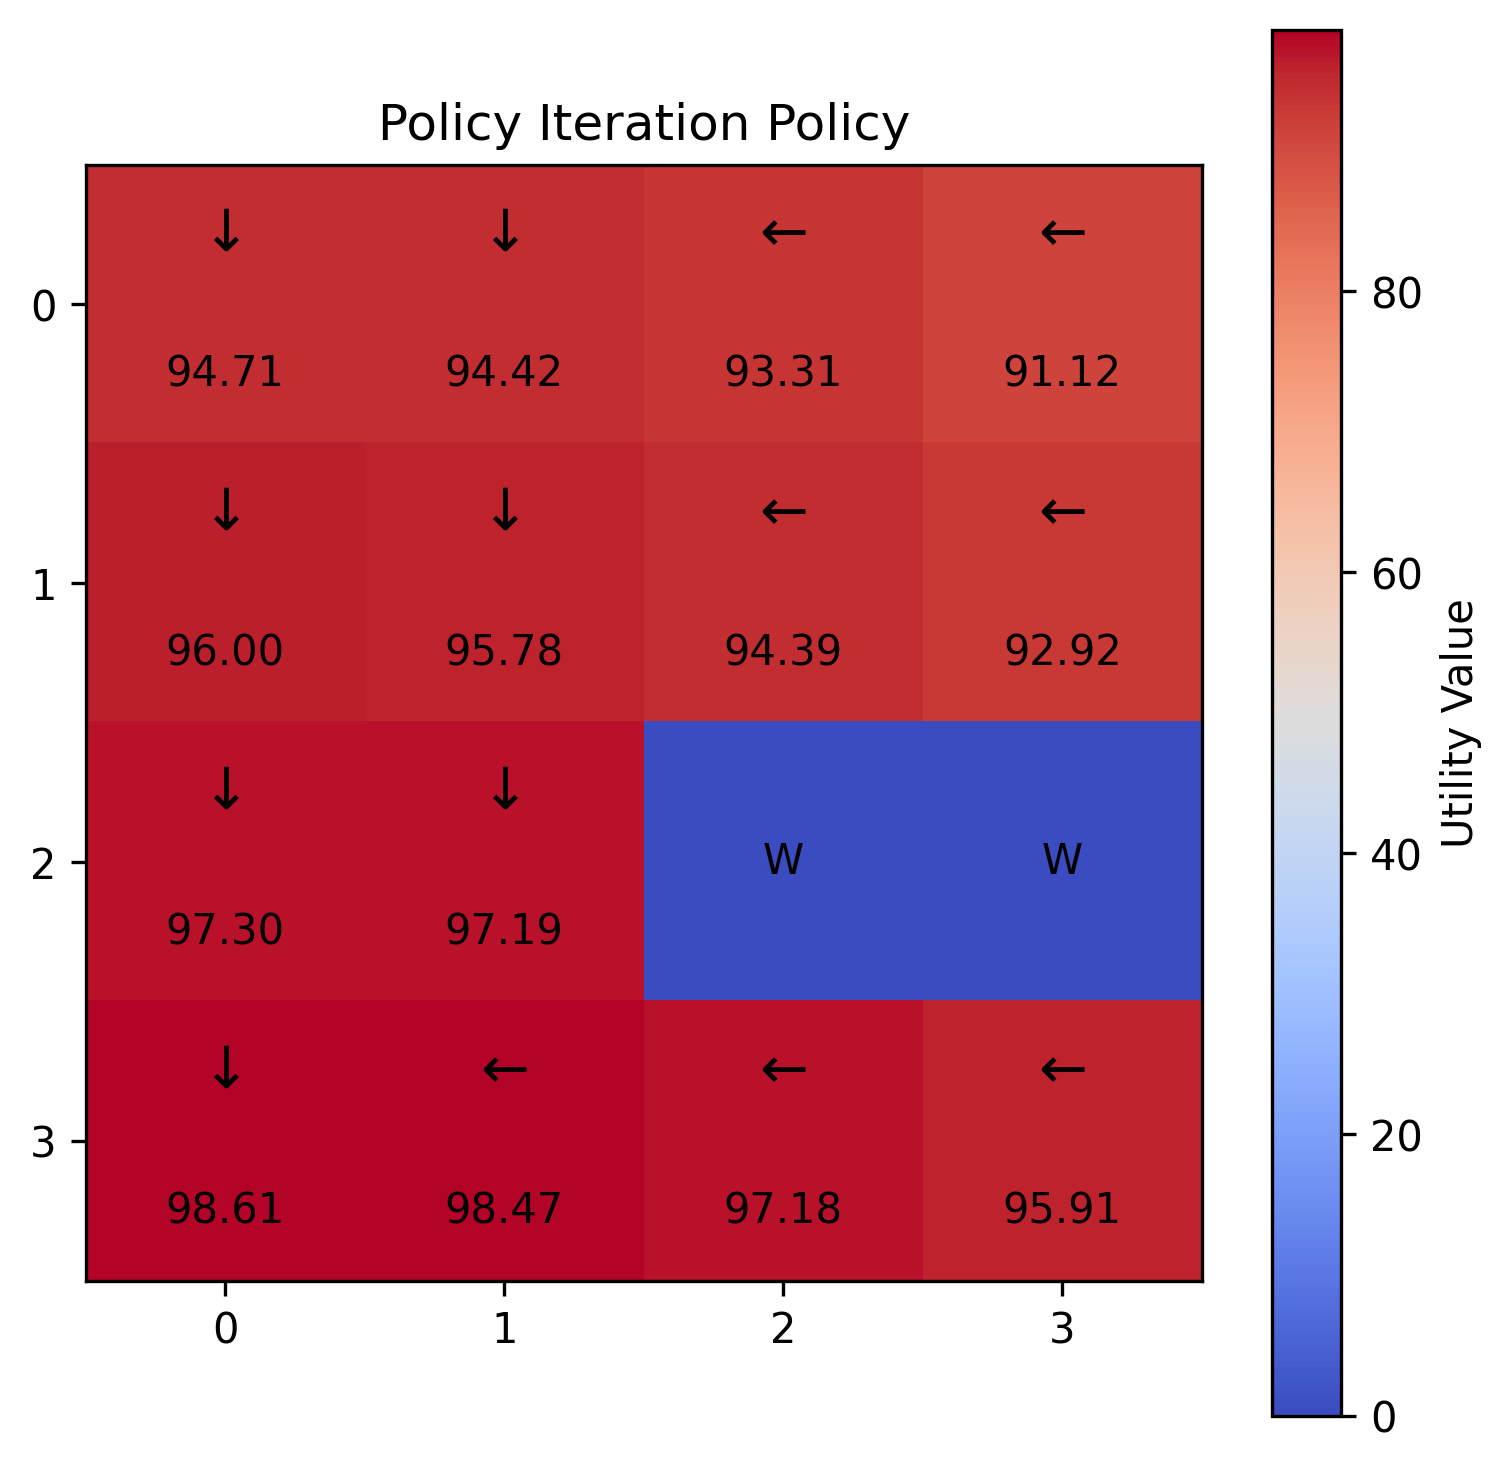 Policy Iteration Policy
↓ ↓ ← ←
0
94.71 94.42 93.31 91.12
↓ ↓ ← ←
1
96.00 95.78 94.39 92.92
↓ ↓
2 W W
97.30 97.19
↓ ← ← ←
3
98.61 98.47 97.18 95.91
0 1 2 3
80
60
40
20
0
Utility Value